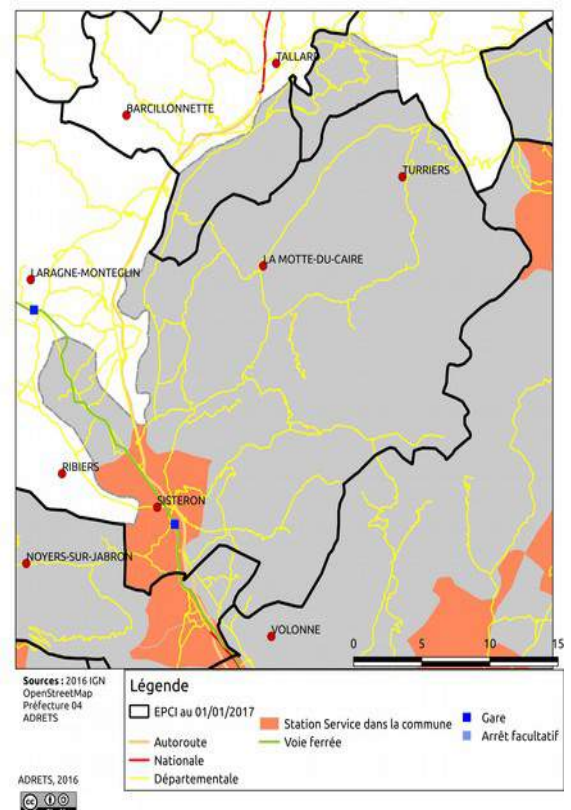 TALLARD
BARCILLONNETTE
TURRIERS
LA MOTTE-DU-CAIRE
LARAGNE-MONTEGLIN
RIBIERS
SISTERON
NOYERS-SUR-JABRON
VOLONNE
0 5 10 15
Sources : 2016 IGN
OpenStreetMap
Préfecture 04
ADRETS
Légende
EPCI au 01/01/2017
Autoroute
Nationale
Départementale
Station Service dans la commune
Voie ferrée
Gare
Arrêt facultatif
ADRETS, 2016
cc